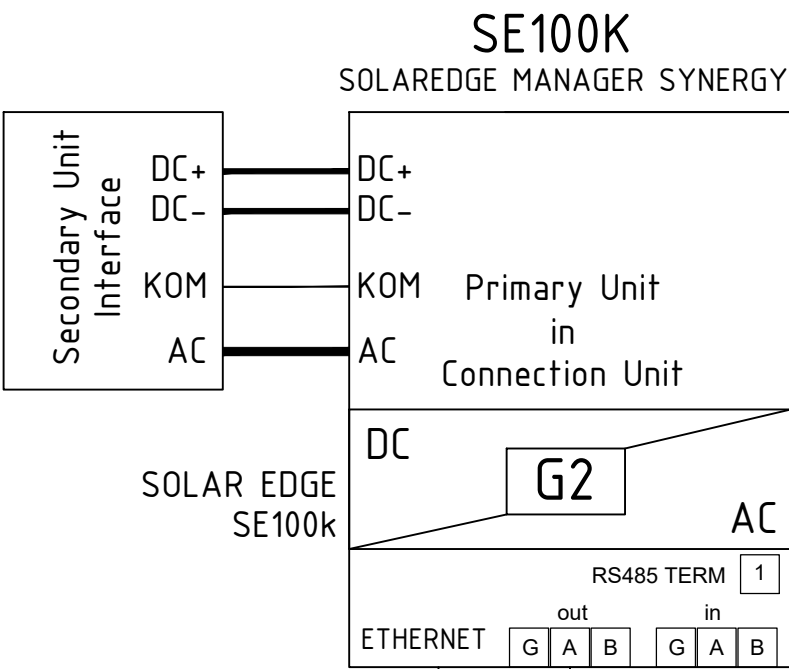 SE100K
SOLAREDGE MANAGER SYNERGY
Secondary Unit
Interface
DC+
DC-
KOM
AC
DC+
DC-
KOM
AC
Primary Unit
in
Connection Unit
SOLAR EDGE
SE100k
DC
G2
AC
RS485 TERM 1
out in
ETHERNET G A B G A B